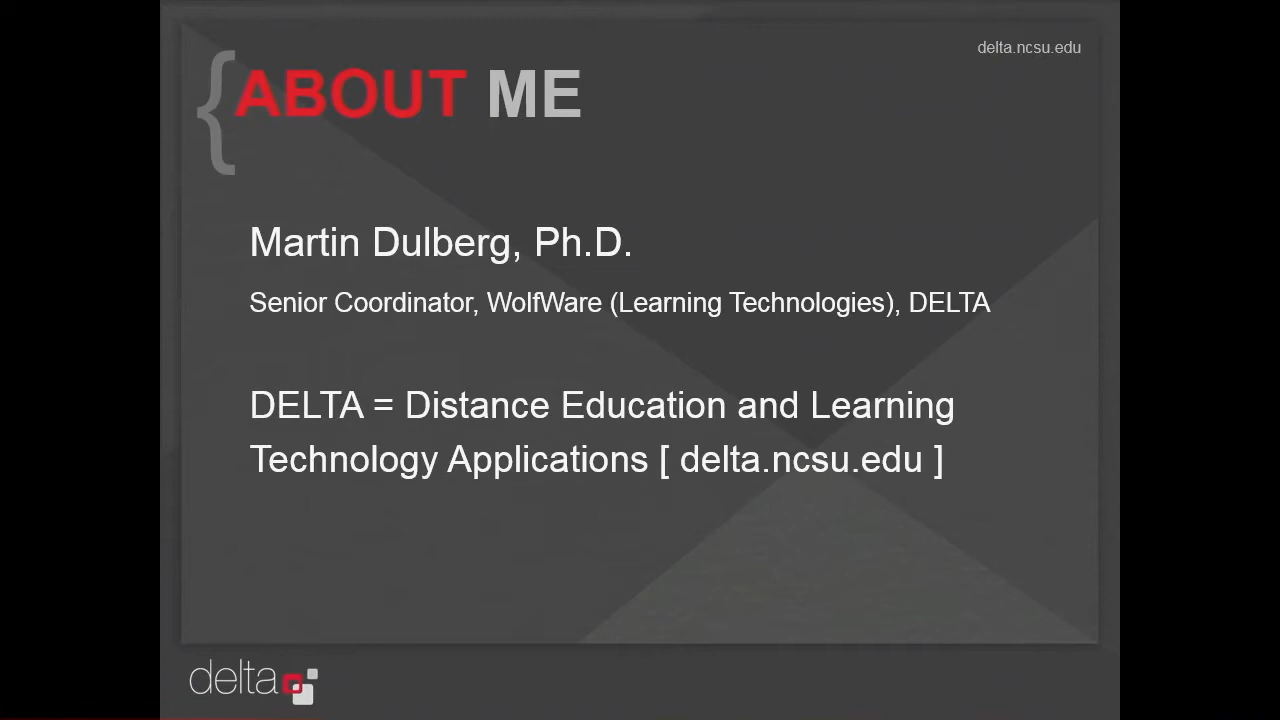 delta.ncsu.edu
{ABOUT ME
Martin Dulberg, Ph.D.
Senior Coordinator, WolfWare (Learning Technologies), DELTA
DELTA = Distance Education and Learning
Technology Applications [ delta.ncsu.edu ]
delta